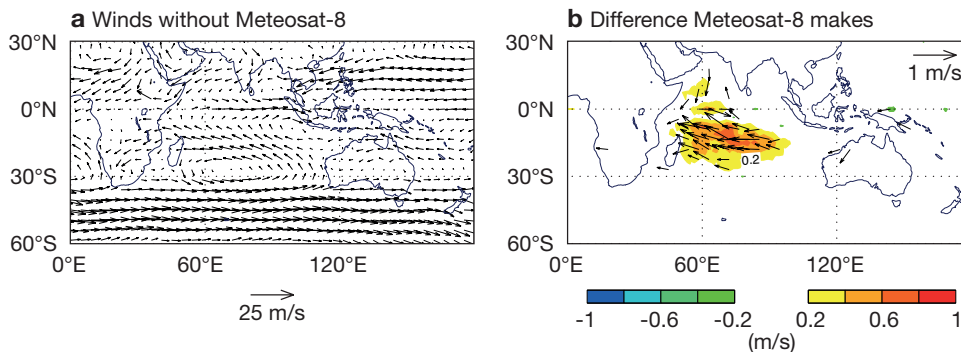 a Winds without Meteosat-8
30°N
0°N
30°S
60°S
0°E 60°E 120°E
25 m/s
b Difference Meteosat-8 makes
30°N
1 m/s
0°N
0.2
30°S
60°S
0°E 60°E 120°E
-1 -0.6 -0.2 0.2 0.6 1
(m/s)